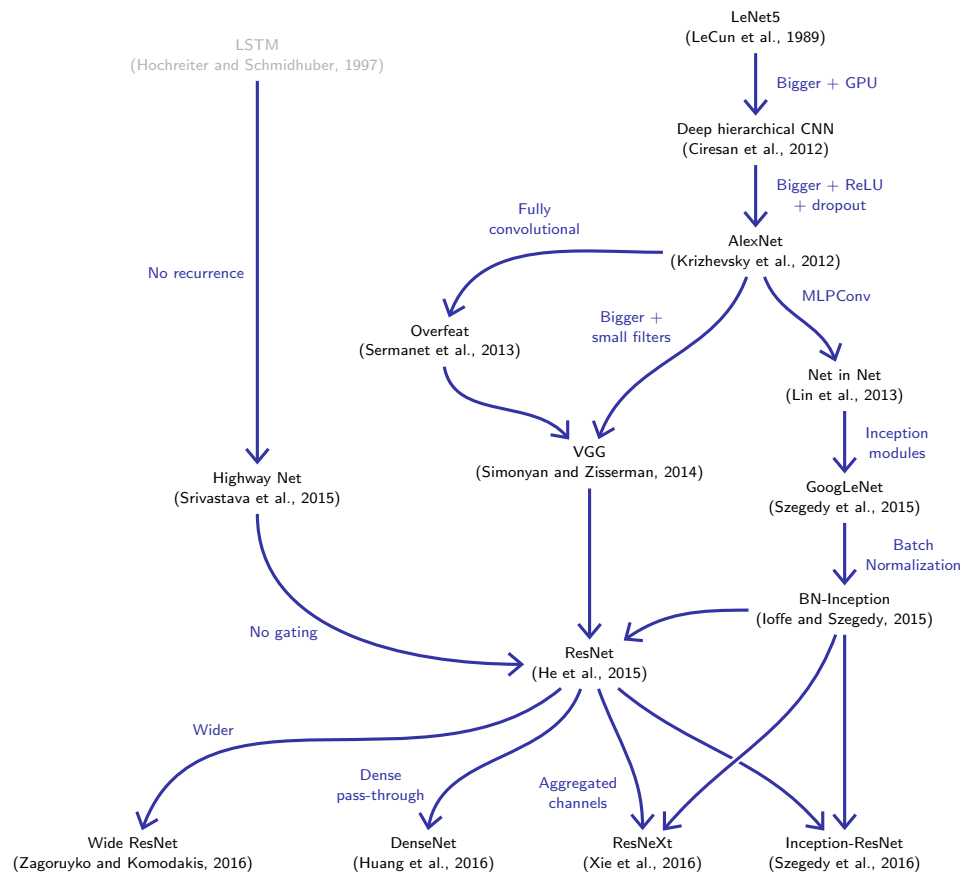 LeNet5
(LeCun et al., 1989)
LSTM
(Hochreiter and Schmidhuber, 1997)
Bigger + GPU
Deep hierarchical CNN
(Ciresan et al., 2012)
Bigger + ReLU
+ dropout
Fully
convolutional
AlexNet
(Krizhevsky et al., 2012)
No recurrence
MLPConv
Bigger +
small filters
Overfeat
(Sermanet et al., 2013)
Net in Net
(Lin et al., 2013)
Inception
modules
VGG
(Simonyan and Zisserman, 2014)
Highway Net
(Srivastava et al., 2015)
GoogLeNet
(Szegedy et al., 2015)
Batch
Normalization
BN-Inception
(Ioffe and Szegedy, 2015)
No gating
ResNet
(He et al., 2015)
Wider
Dense
pass-through
Aggregated
channels
Wide ResNet
(Zagoruyko and Komodakis, 2016)
DenseNet
(Huang et al., 2016)
ResNeXt
(Xie et al., 2016)
Inception-ResNet
(Szegedy et al., 2016)